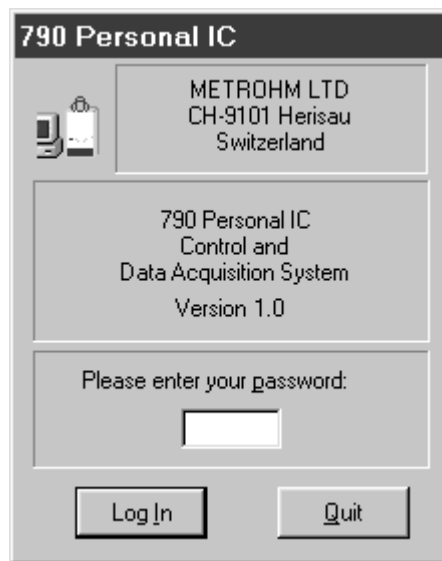 790 Personal IC
METROHM LTD
CH-9101 Herisau
Switzerland
790 Personal IC
Control and
Data Acquisition System
Version 1.0
Please enter your password:
Log In
Quit